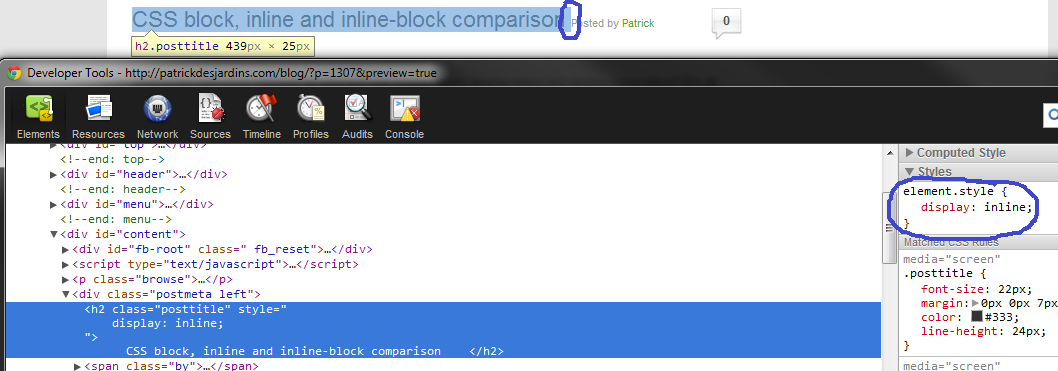 CSS block, inline and inline-block comparison Posted by Patrick 0
h2.posttitle 439px × 25px
Developer Tools - http://patrickdesjardins.com/blog/?p=1307&preview=true
Elements Resources Network Sources Timeline Profiles Audits Console
▶<div id="top">…</div>
<!--end: top-->
▶<div id="header">…</div>
<!--end: header-->
▶<div id="menu">…</div>
<!--end: menu-->
▼<div id="content">
▶<div id="fb-root" class=" fb_reset">…</div>
▶<script type="text/javascript">…</script>
▶<p class="browse">…</p>
▼<div class="postmeta left">
<h2 class="posttitle" style="
display: inline;
">
CSS block, inline and inline-block comparison </h2>
▶<span class="by">…</span>
▶ Computed Style
▼ Styles
element.style {
display: inline;
}
Matched CSS Rules
media="screen"
.posttitle {
font-size: 22px;
margin:▶0px 0px 7px
color: #333;
line-height: 24px;
}
media="screen"